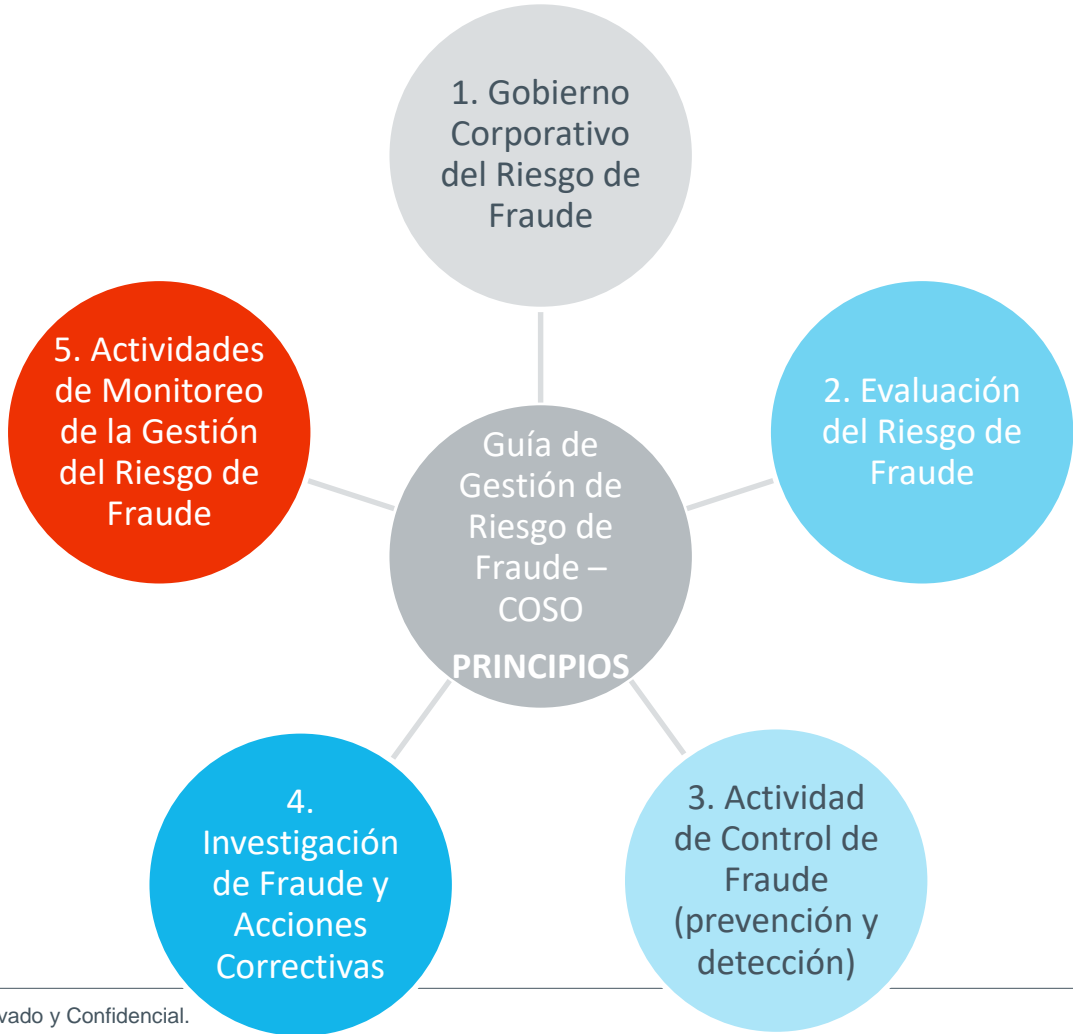 1. Gobierno
Corporativo
del Riesgo de
Fraude
2. Evaluación
del Riesgo de
Fraude
3. Actividad
de Control de
Fraude
(prevención y
detección)
4.
Investigación
de Fraude y
Acciones
Correctivas
5. Actividades
de Monitoreo
de la Gestión
del Riesgo de
Fraude
Guía de
Gestión de
Riesgo de
Fraude –
COSO
PRINCIPIOS
vado y Confidencial.